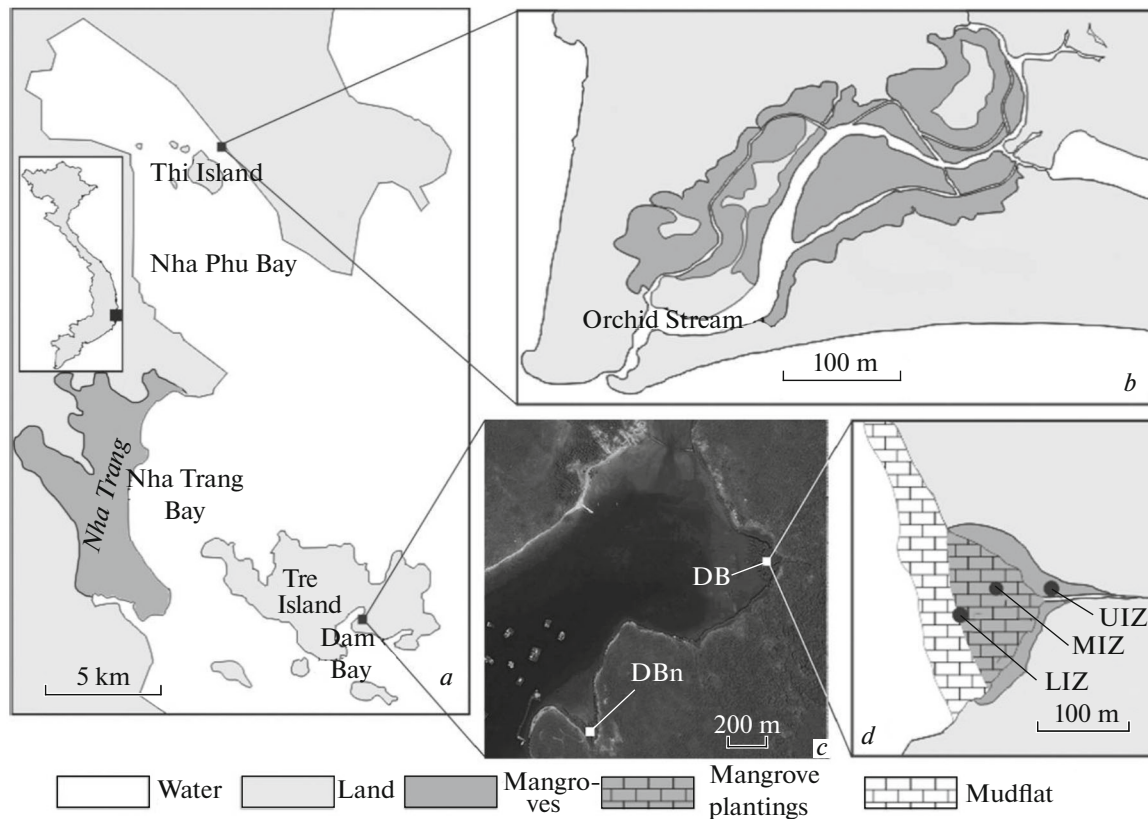 Thi Island
Nha Phu Bay
Nha Trang
Nha Trang
Bay
Tre
Island
Dam
Bay
5 km
a
Orchid Stream
100 m
b
DB
DBn
200 m
c
UIZ
MIZ
LIZ
100 m
d
Water
Land
Mangro-
ves
Mangrove
plantings
Mudflat